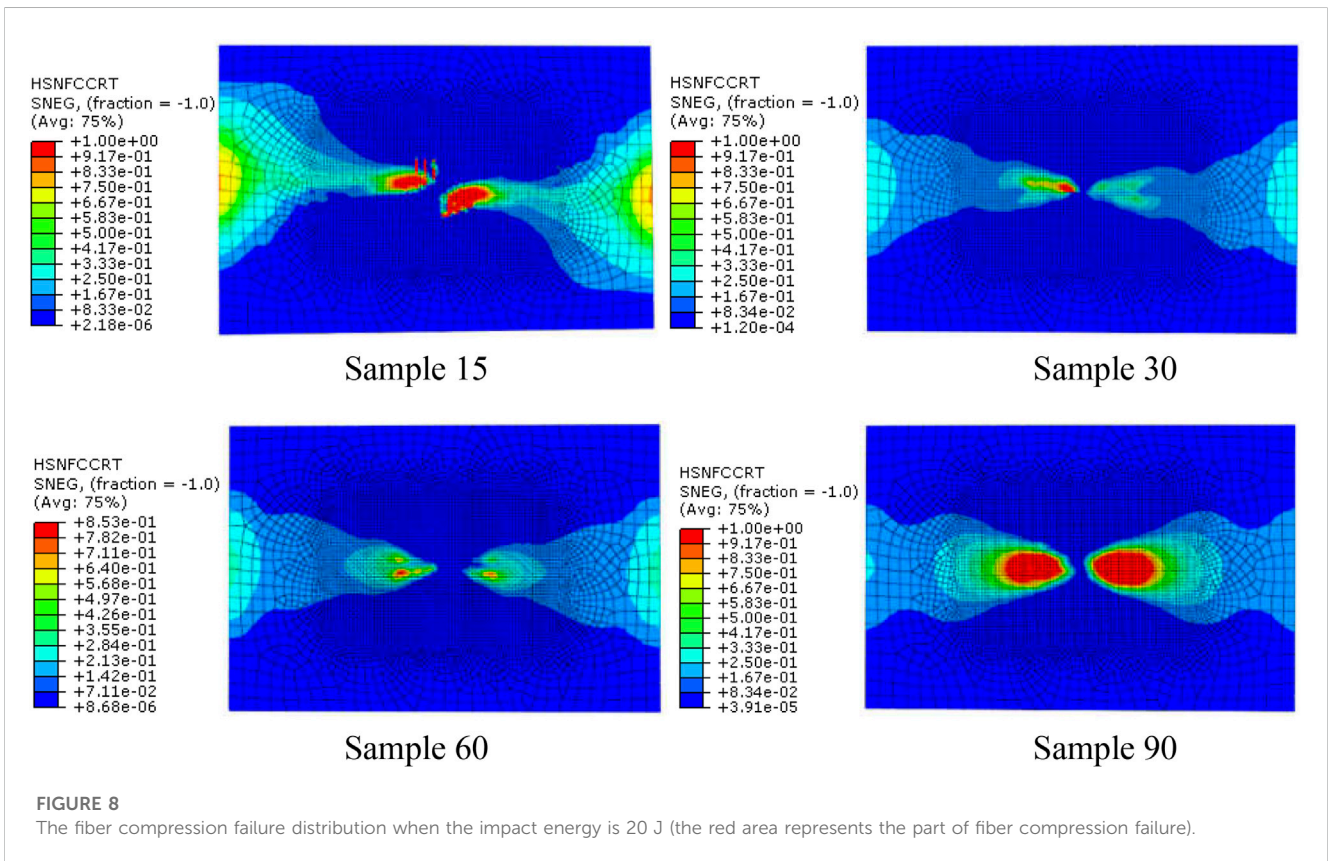 HSNFCCRT
SNEG, (fraction = -1.0)
(Avg: 75%)
+1.00e+00
+9.17e-01
+8.33e-01
+7.50e-01
+6.67e-01
+5.83e-01
+5.00e-01
+4.17e-01
+3.33e-01
+2.50e-01
+1.67e-01
+8.33e-02
+2.18e-06
Sample 15
HSNFCCRT
SNEG, (fraction = -1.0)
(Avg: 75%)
+1.00e+00
+9.17e-01
+8.33e-01
+7.50e-01
+6.67e-01
+5.83e-01
+5.00e-01
+4.17e-01
+3.33e-01
+2.50e-01
+1.67e-01
+8.34e-02
+1.20e-04
Sample 30
HSNFCCRT
SNEG, (fraction = -1.0)
(Avg: 75%)
+8.53e-01
+7.82e-01
+7.11e-01
+6.40e-01
+5.68e-01
+4.97e-01
+4.26e-01
+3.55e-01
+2.84e-01
+2.13e-01
+1.42e-01
+7.11e-02
+8.68e-06
Sample 60
HSNFCCRT
SNEG, (fraction = -1.0)
(Avg: 75%)
+1.00e+00
+9.17e-01
+8.33e-01
+7.50e-01
+6.67e-01
+5.83e-01
+5.00e-01
+4.17e-01
+3.33e-01
+2.50e-01
+1.67e-01
+8.34e-02
+3.91e-05
Sample 90
FIGURE 8
The fiber compression failure distribution when the impact energy is 20 J (the red area represents the part of fiber compression failure).